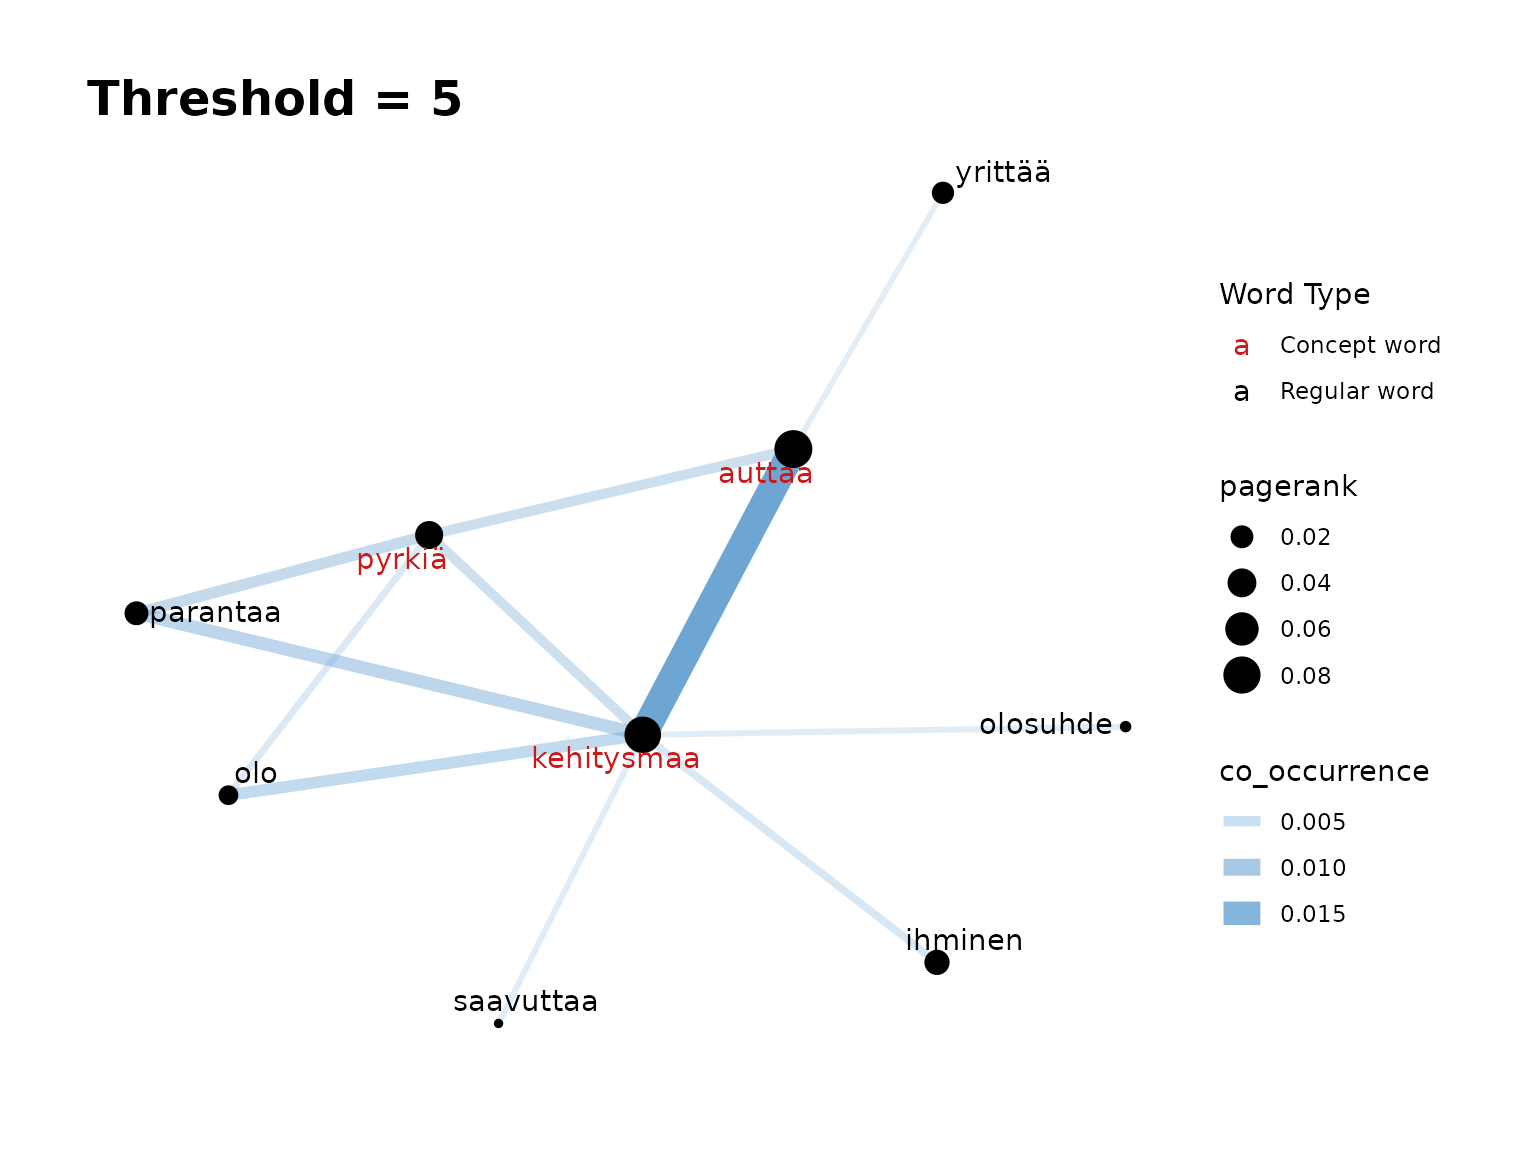 Threshold = 5
yrittää
auttaa
pyrkiä
parantaa
olosuhde
kehitysmaa
olo
ihminen
saavuttaa
Word Type
a Concept word
a Regular word
pagerank
0.02
0.04
0.06
0.08
co_occurrence
0.005
0.010
0.015